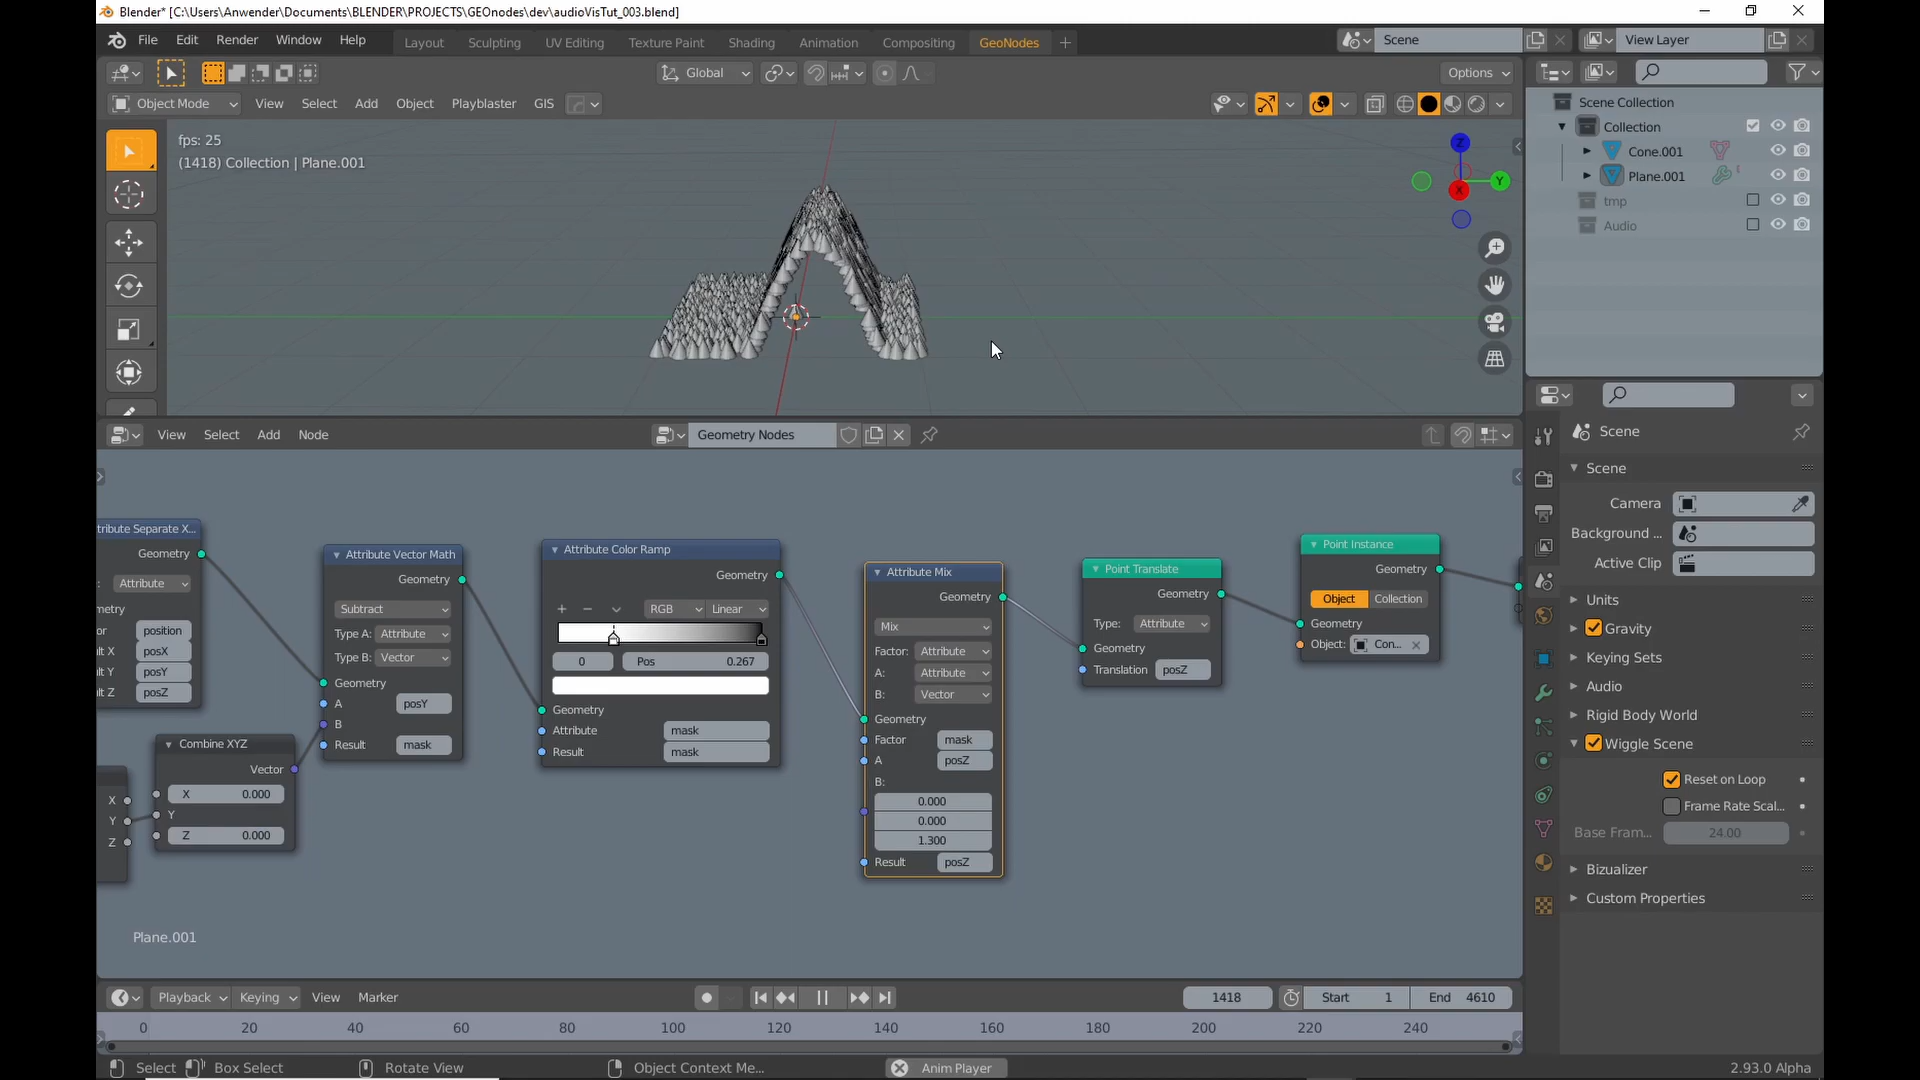 Blender* [C:\Users\Anwender\Documents\BLENDER\PROJECTS\GEOnodes\dev\audioVisTut_003.blend]
File Edit Render Window Help Layout Sculpting UV Editing Texture Paint Shading Animation Compositing GeoNodes + Scene View Layer
Global Options
Object Mode View Select Add Object Playblaster GIS
fps: 25
(1418) Collection | Plane.001
Z
Y
X
Scene Collection
Collection
Cone.001
Plane.001
tmp
Audio
View Select Add Node Geometry Nodes
tribute Separate X...
Geometry
: Attribute
metry
or position
lt X posX
lt Y posY
lt Z posZ
Combine XYZ
Vector
X 0.000
Y
Z 0.000
X
Y
Z
Attribute Vector Math
Geometry
Subtract
Type A: Attribute
Type B: Vector
Geometry
A posY
B
Result mask
Attribute Color Ramp
Geometry
RGB Linear
0 Pos 0.267
Geometry
Attribute mask
Result mask
Attribute Mix
Geometry
Mix
Factor: Attribute
A: Attribute
B: Vector
Geometry
Factor mask
A posZ
B:
0.000
0.000
1.300
Result posZ
Point Translate
Geometry
Type: Attribute
Geometry
Translation posZ
Point Instance
Geometry
Object Collection
Geometry
Object: Con...
Plane.001
Scene
Scene
Camera
Background ...
Active Clip
Units
Gravity
Keying Sets
Audio
Rigid Body World
Wiggle Scene
Reset on Loop
Frame Rate Scal...
Base Fram... 24.00
Bizualizer
Custom Properties
Playback Keying View Marker 1418 Start 1 End 4610
0 20 40 60 80 100 120 140 160 180 200 220 240
Select Box Select Rotate View Object Context Me... Anim Player 2.93.0 Alpha